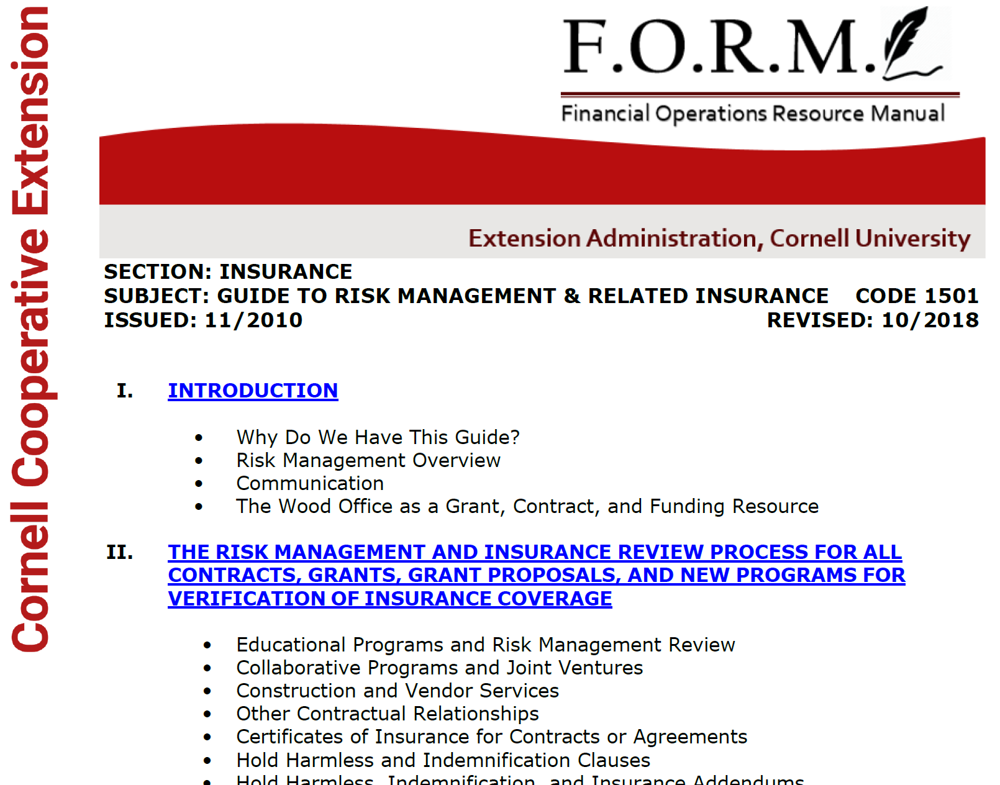 Cornell Cooperative Extension
F.O.R.M.
Financial Operations Resource Manual
Extension Administration, Cornell University
SECTION: INSURANCE
SUBJECT: GUIDE TO RISK MANAGEMENT & RELATED INSURANCE CODE 1501
ISSUED: 11/2010 REVISED: 10/2018
I. INTRODUCTION
• Why Do We Have This Guide?
• Risk Management Overview
• Communication
• The Wood Office as a Grant, Contract, and Funding Resource
II. THE RISK MANAGEMENT AND INSURANCE REVIEW PROCESS FOR ALL
CONTRACTS, GRANTS, GRANT PROPOSALS, AND NEW PROGRAMS FOR
VERIFICATION OF INSURANCE COVERAGE
• Educational Programs and Risk Management Review
• Collaborative Programs and Joint Ventures
• Construction and Vendor Services
• Other Contractual Relationships
• Certificates of Insurance for Contracts or Agreements
• Hold Harmless and Indemnification Clauses
• Hold Harmless, Indemnification, and Insurance Addendums